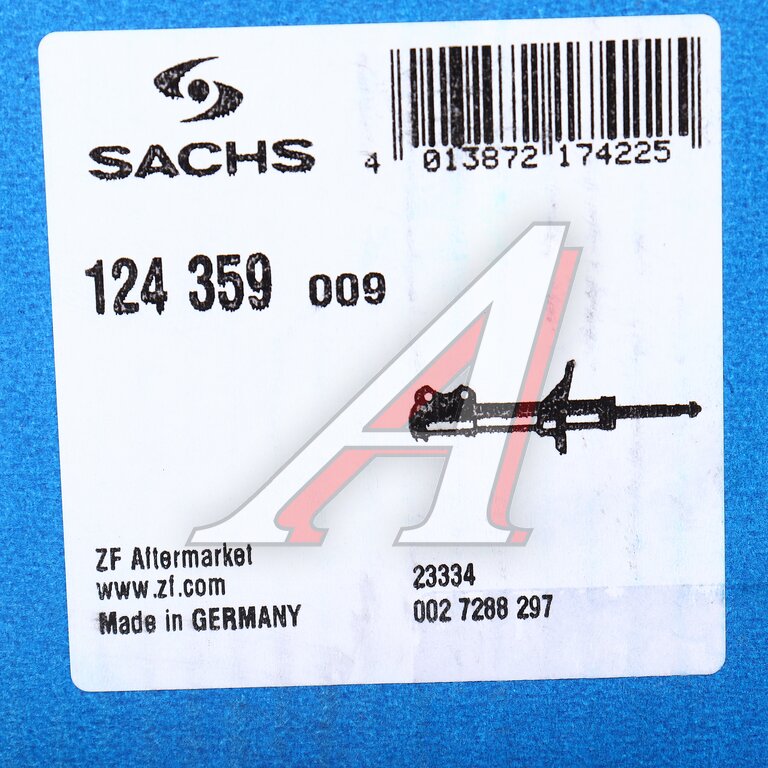 SACHS
4 013872 174225
124 359 009
A
ZF Aftermarket
www.zf.com
Made in GERMANY
23334
002 7288 297